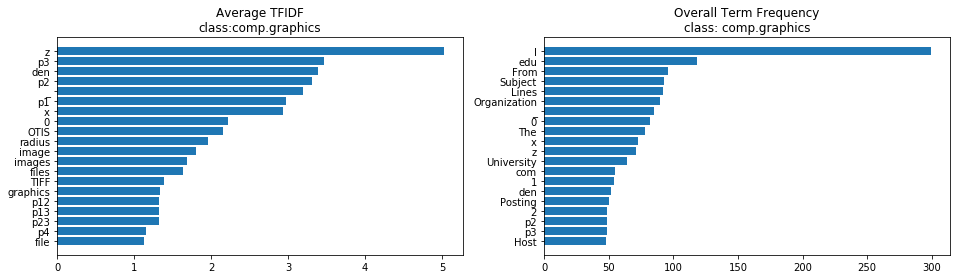 Average TFIDF
class:comp.graphics
z
p3
den
p2
_
p1
x
0
OTIS
radius
image
images
files
TIFF
graphics
p12
p13
p23
p4
file
0 1 2 3 4 5
Overall Term Frequency
class: comp.graphics
I
edu
From
Subject
Lines
Organization
_
0
The
x
z
University
com
1
den
Posting
2
p2
p3
Host
0 50 100 150 200 250 300